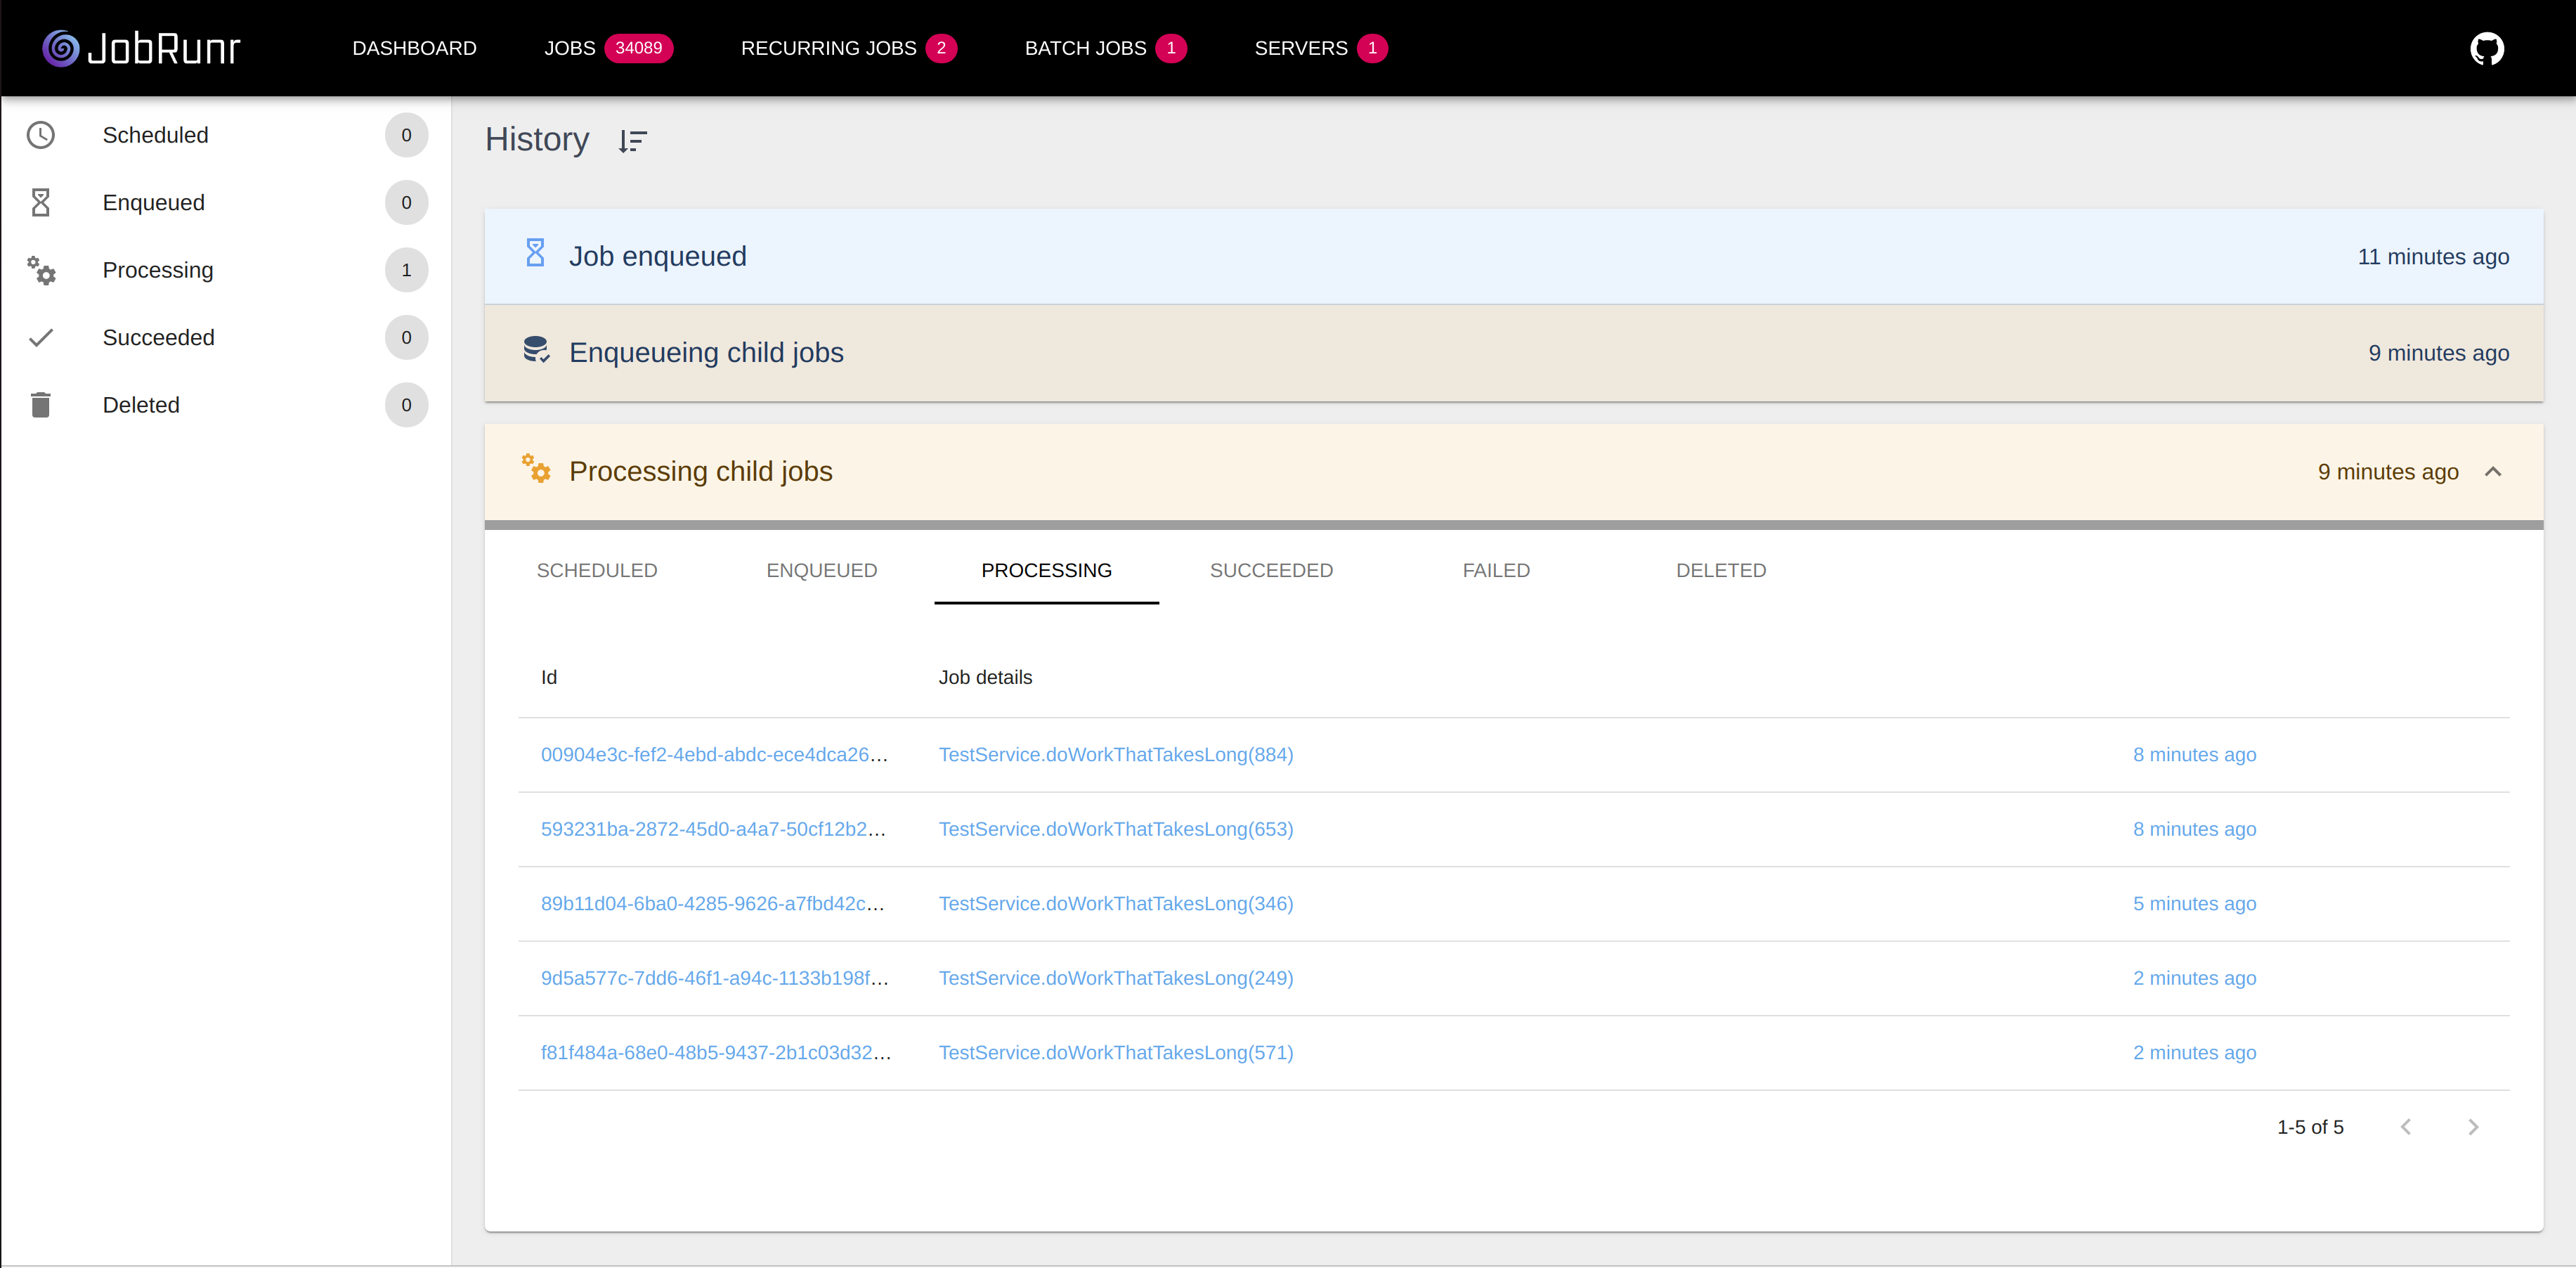 JobRunr DASHBOARD JOBS 34089 RECURRING JOBS 2 BATCH JOBS 1 SERVERS 1
Scheduled 0
Enqueued 0
Processing 1
Succeeded 0
Deleted 0
History
Job enqueued 11 minutes ago
Enqueueing child jobs 9 minutes ago
Processing child jobs 9 minutes ago
SCHEDULED ENQUEUED PROCESSING SUCCEEDED FAILED DELETED
Id Job details
00904e3c-fef2-4ebd-abdc-ece4dca26... TestService.doWorkThatTakesLong(884) 8 minutes ago
593231ba-2872-45d0-a4a7-50cf12b2... TestService.doWorkThatTakesLong(653) 8 minutes ago
89b11d04-6ba0-4285-9626-a7fbd42c... TestService.doWorkThatTakesLong(346) 5 minutes ago
9d5a577c-7dd6-46f1-a94c-1133b198f... TestService.doWorkThatTakesLong(249) 2 minutes ago
f81f484a-68e0-48b5-9437-2b1c03d32... TestService.doWorkThatTakesLong(571) 2 minutes ago
1-5 of 5